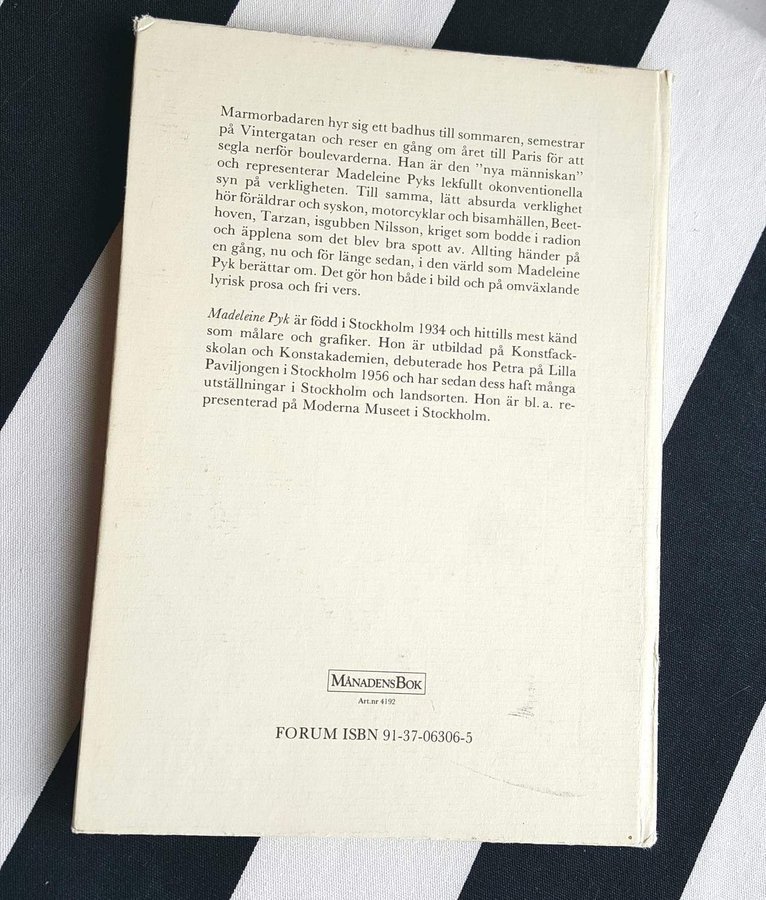 Marmorbadaren hyr sig ett badhus till sommaren, semestrar
på Vintergatan och reser en gång om året till Paris för att
segla nerför boulevarderna. Han är den ”nya människan”
och representerar Madeleine Pyks lekfullt okonventionella
syn på verkligheten. Till samma, lätt absurda verklighet
hör föräldrar och syskon, motorcyklar och bisamhällen, Beet-
hoven, Tarzan, isgubben Nilsson, kriget som bodde i radion
och äpplena som det blev bra spott av. Allting händer på
en gång, nu och för länge sedan, i den värld som Madeleine
Pyk berättar om. Det gör hon både i bild och på omväxlande
lyrisk prosa och fri vers.
Madeleine Pyk är född i Stockholm 1934 och hittills mest känd
som målare och grafiker. Hon är utbildad på Konstfack-
skolan och Konstakademien, debuterade hos Petra på Lilla
Paviljongen i Stockholm 1956 och har sedan dess haft många
utställningar i Stockholm och landsorten. Hon är bl. a. re-
presenterad på Moderna Museet i Stockholm.
MÅNADENSBOK
Art.nr 4192
FORUM ISBN 91-37-06306-5